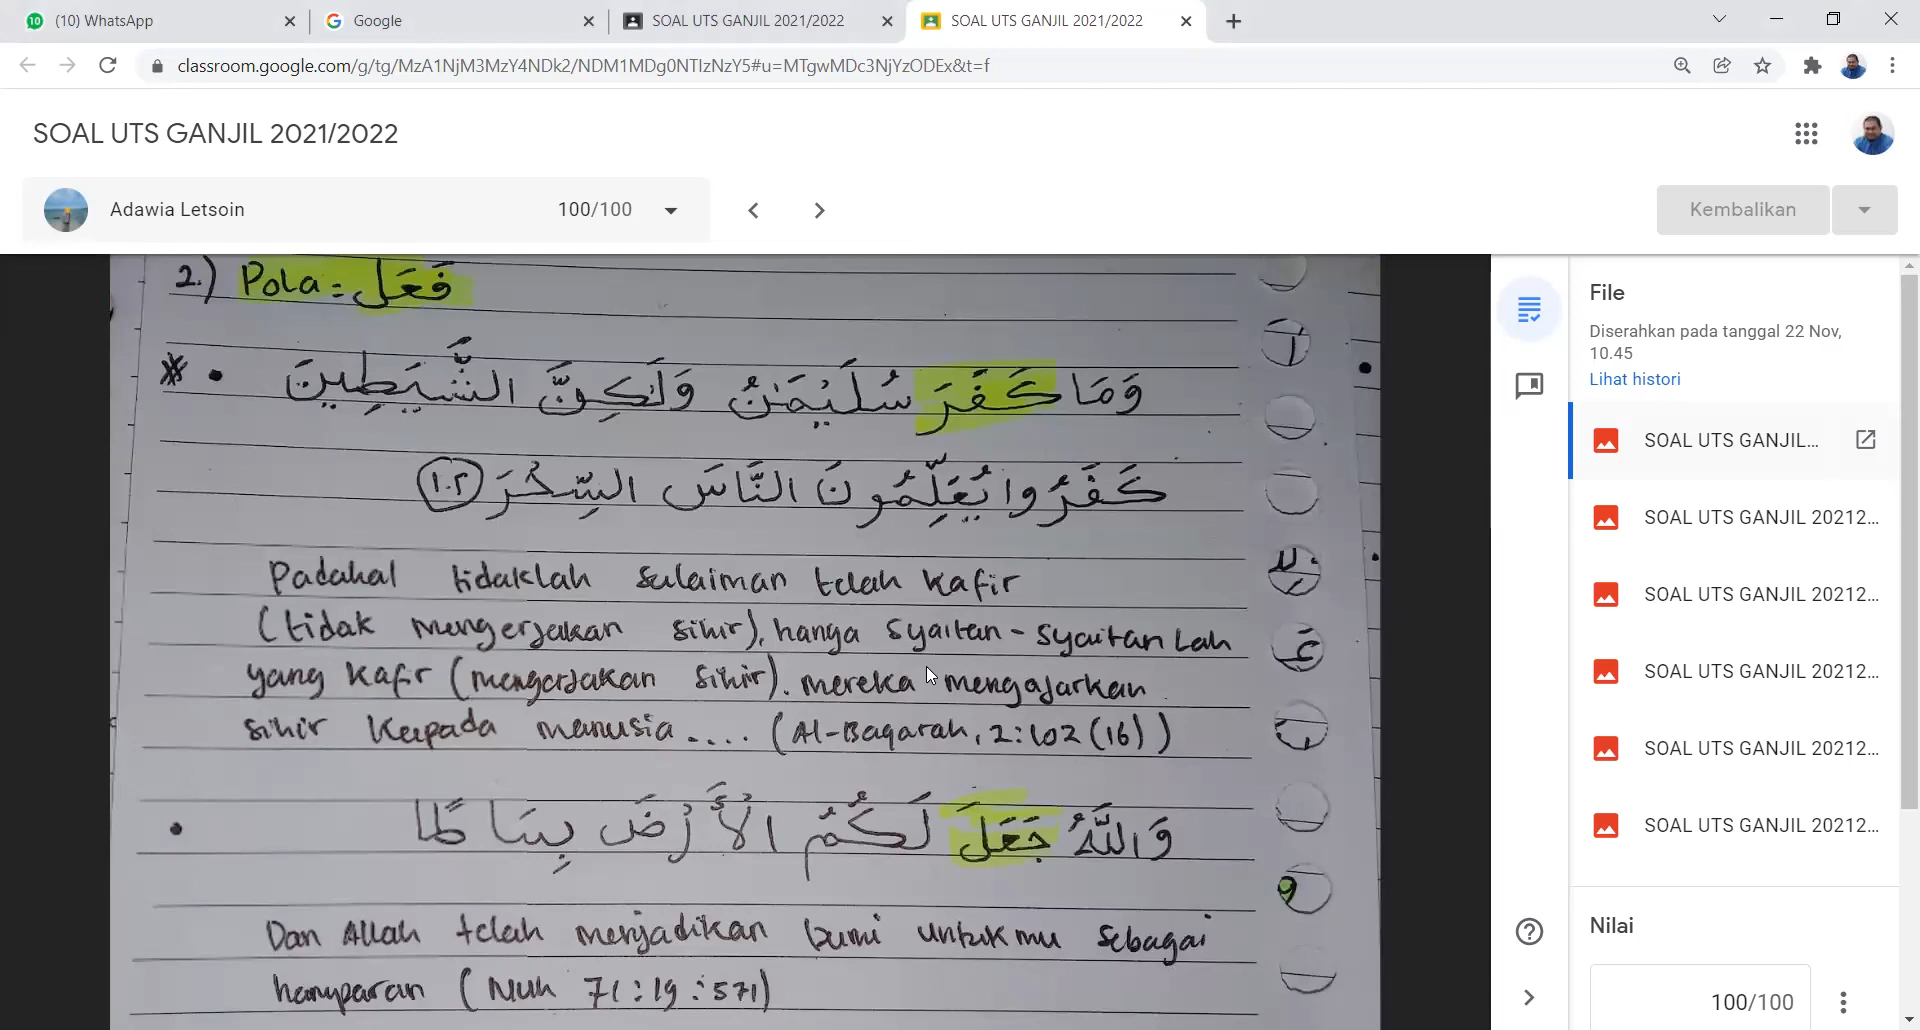 (10) WhatsApp
Google
SOAL UTS GANJIL 2021/2022
SOAL UTS GANJIL 2021/2022
classroom.google.com/g/tg/MzA1NjM3MzY4NDk2/NDM1MDg0NTIzNzY5#u=MTgwMDc3NjYzODEx&t=f
SOAL UTS GANJIL 2021/2022
Adawia Letsoin
100/100
Kembalikan
2.) Pola = فَعَلَ
وَمَا كَفَرَ سُلَيْمَٰنُ وَلَٰكِنَّ الشَّيَٰطِينَ
كَفَرُوا يُعَلِّمُونَ النَّاسَ السِّحْرَ ١٠٢
Padahal tidaklah Sulaiman telah kafir
(tidak mengerjakan sihir), hanya syaitan-syaitan Lah
yang kafir (mengerjakan sihir). mereka mengajarkan
sihir kepada manusia .... (Al-Baqarah, 2:102 (16))
وَاللَّهُ جَعَلَ لَكُمُ الْأَرْضَ بِسَاطًا
Dan Allah telah menjadikan bumi untukmu sebagai
hamparan (Nuh 71:19:571)
File
Diserahkan pada tanggal 22 Nov,
10.45
Lihat histori
SOAL UTS GANJIL...
SOAL UTS GANJIL 20212...
SOAL UTS GANJIL 20212...
SOAL UTS GANJIL 20212...
SOAL UTS GANJIL 20212...
SOAL UTS GANJIL 20212...
Nilai
100/100